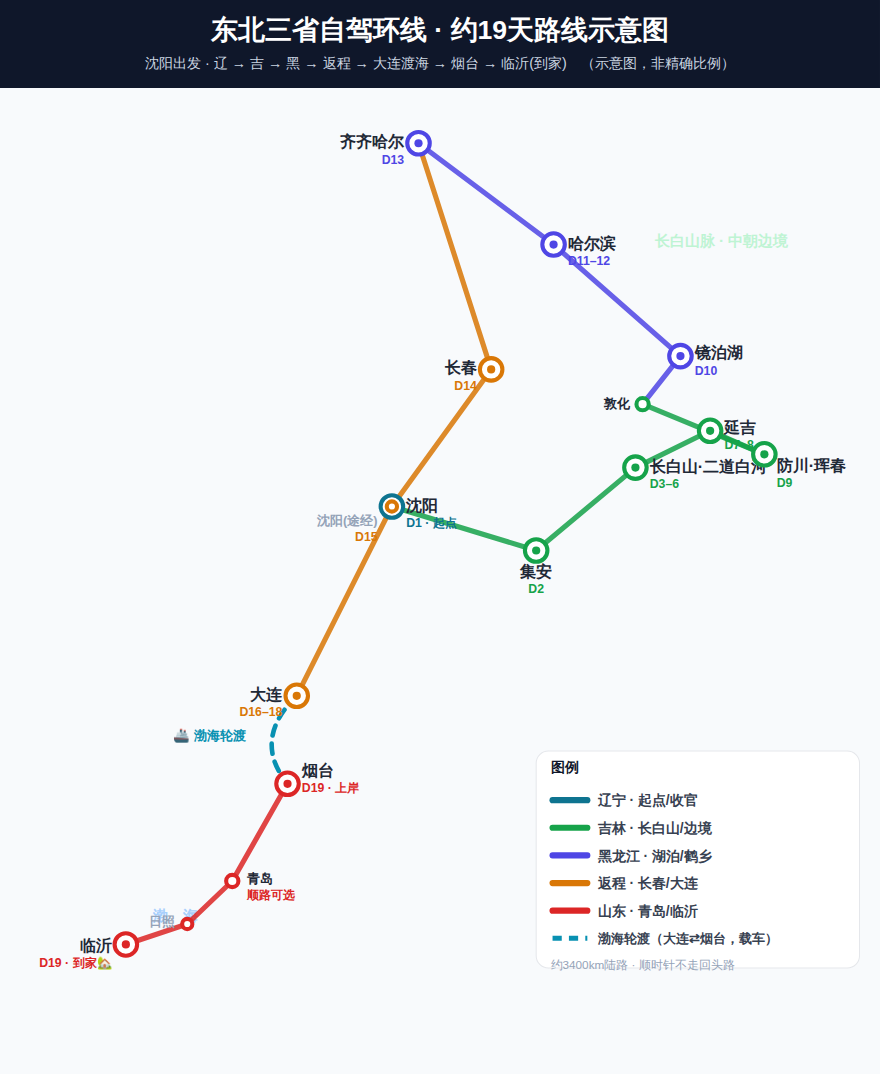 东北三省自驾环线 · 约19天路线示意图
沈阳出发 · 辽 → 吉 → 黑 → 返程 → 大连渡海 → 烟台 → 临沂(到家) （示意图，非精确比例）
齐齐哈尔
D13
哈尔滨
D11–12
长白山脉 · 中朝边境
镜泊湖
D10
长春
D14
敦化
延吉
D7–8
长白山·二道白河
D3–6
防川·珲春
D9
沈阳
D1 · 起点
沈阳(途经)
D15
集安
D2
大连
D16–18
🚢 渤海轮渡
烟台
D19 · 上岸
青岛
顺路可选
渤 海
日照
临沂
D19 · 到家🏡
图例
辽宁 · 起点/收官
吉林 · 长白山/边境
黑龙江 · 湖泊/鹤乡
返程 · 长春/大连
山东 · 青岛/临沂
渤海轮渡（大连⇄烟台，载车）
约3400km陆路 · 顺时针不走回头路